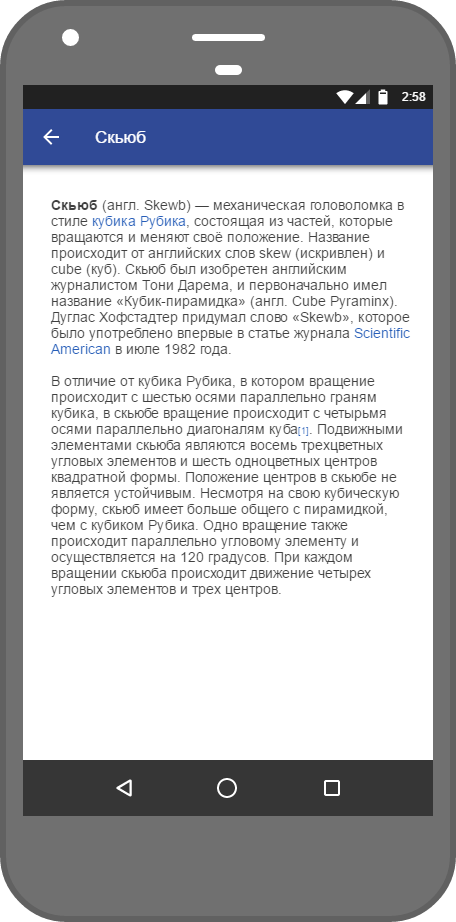 2:58
Скьюб
Скьюб (англ. Skewb) — механическая головоломка в
стиле кубика Рубика, состоящая из частей, которые
вращаются и меняют своё положение. Название
происходит от английских слов skew (искривлен) и
cube (куб). Скьюб был изобретен английским
журналистом Тони Дарема, и первоначально имел
название «Кубик-пирамидка» (англ. Cube Pyraminx).
Дуглас Хофстадтер придумал слово «Skewb», которое
было употреблено впервые в статье журнала Scientific
American в июле 1982 года.
В отличие от кубика Рубика, в котором вращение
происходит с шестью осями параллельно граням
кубика, в скьюбе вращение происходит с четырьмя
осями параллельно диагоналям куба[1]. Подвижными
элементами скьюба являются восемь трехцветных
угловых элементов и шесть одноцветных центров
квадратной формы. Положение центров в скьюбе не
является устойчивым. Несмотря на свою кубическую
форму, скьюб имеет больше общего с пирамидкой,
чем с кубиком Рубика. Одно вращение также
происходит параллельно угловому элементу и
осуществляется на 120 градусов. При каждом
вращении скьюба происходит движение четырех
угловых элементов и трех центров.